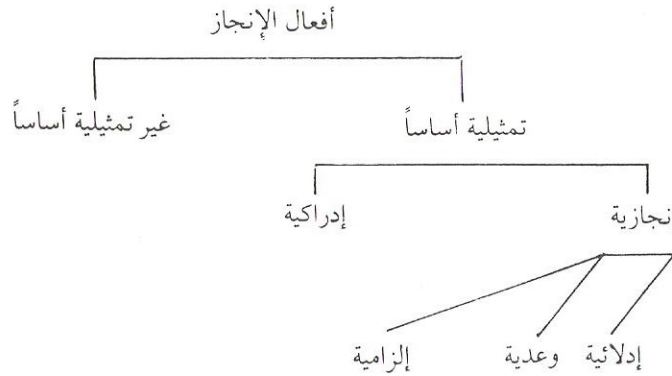 أفعال الإنجاز
تمثيلية أساساً
غير تمثيلية أساساً
نجازية
إدراكية
إدلائية
وعدية
إلزامية